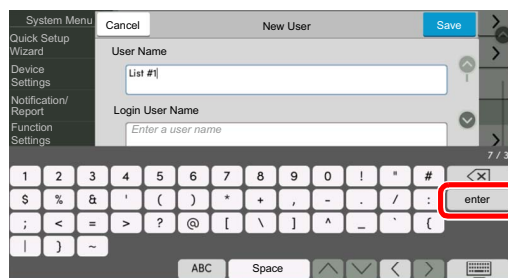 System Menu
Cancel
New User
Save
Quick Setup
Wizard
Device
Settings
Notification/
Report
Function
Settings
User Name
List #1
Login User Name
Enter a user name
7 / 3
1 2 3 4 5 6 7 8 9 0 ! " #
$ % & ' ( ) * + , - . / : enter
; < = > ? @ [ \ ] ^ _ ` {
| } ~
ABC Space